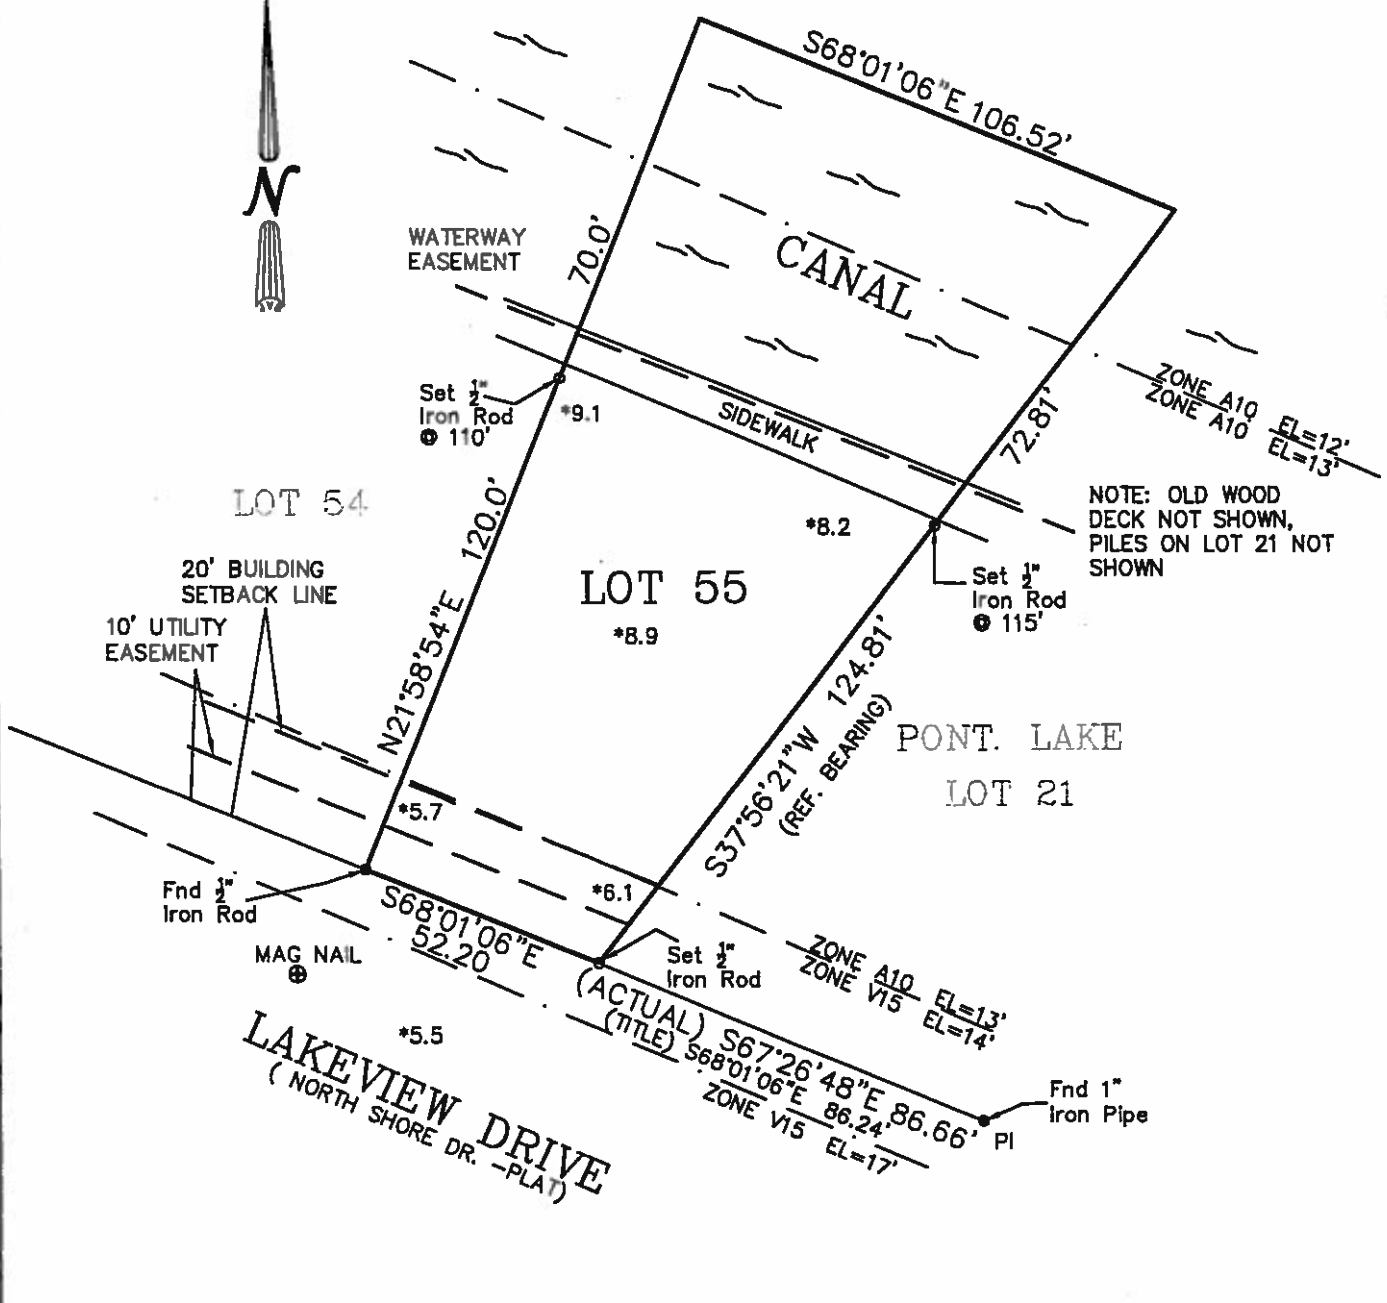 S68°01'06"E 106.52'
N
WATERWAY
EASEMENT
70.0'
CANAL
ZONE A10 EL=12'
ZONE A10 EL=13'
Set ½"
Iron Rod
@ 110'
*9.1
SIDEWALK
72.81'
LOT 54
*8.2
NOTE: OLD WOOD
DECK NOT SHOWN,
PILES ON LOT 21 NOT
SHOWN
20' BUILDING
SETBACK LINE
10' UTILITY
EASEMENT
N21°58'54"E 120.0'
LOT 55
*8.9
Set ½"
Iron Rod
@ 115'
S37°56'21"W 124.81'
(REF. BEARING)
PONT. LAKE
LOT 21
*5.7
*6.1
Fnd ½"
Iron Rod
S68°01'06"E
52.20
Set ½"
Iron Rod
ZONE A10 EL=13'
ZONE V15 EL=14'
MAG NAIL
*5.5
(ACTUAL) S67°26'48"E 86.66'
(TITLE) S68°01'06"E 86.24'
ZONE V15 EL=17'
PI
Fnd 1"
Iron Pipe
LAKEVIEW DRIVE
( NORTH SHORE DR. -PLAT)